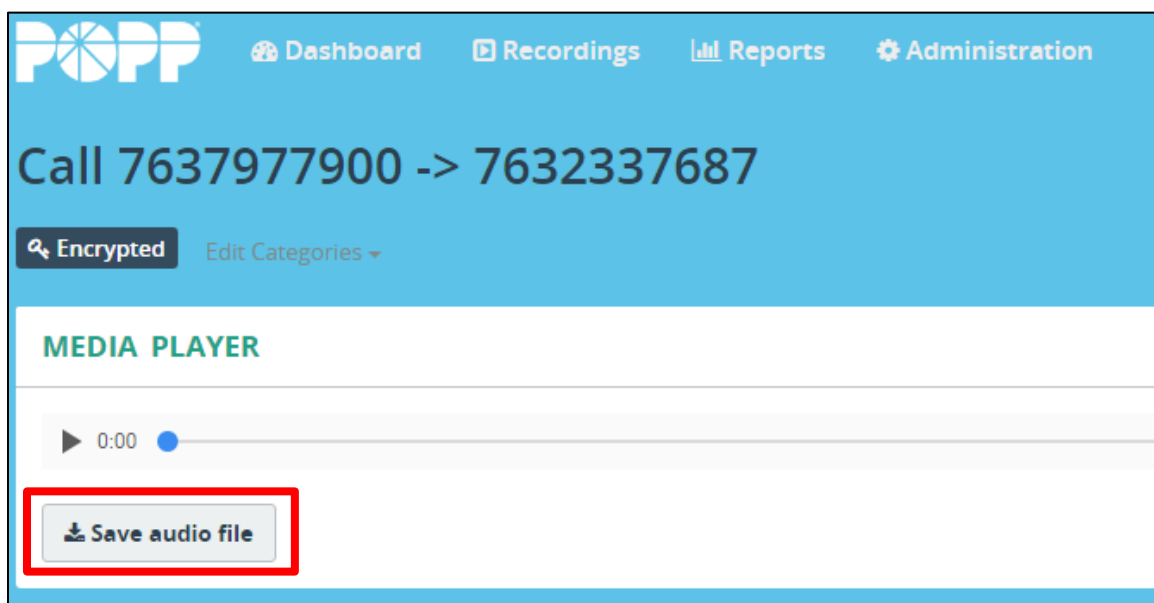 POPP Dashboard Recordings Reports Administration
Call 7637977900 -> 7632337687
Encrypted Edit Categories
MEDIA PLAYER
0:00
Save audio file